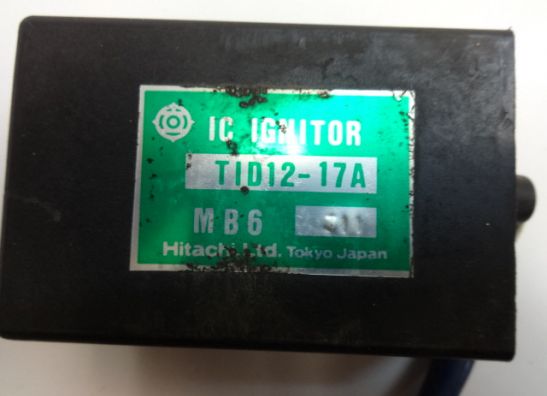 IC IGNITOR
TID12-17A
MB6
Hitachi Ltd. Tokyo Japan